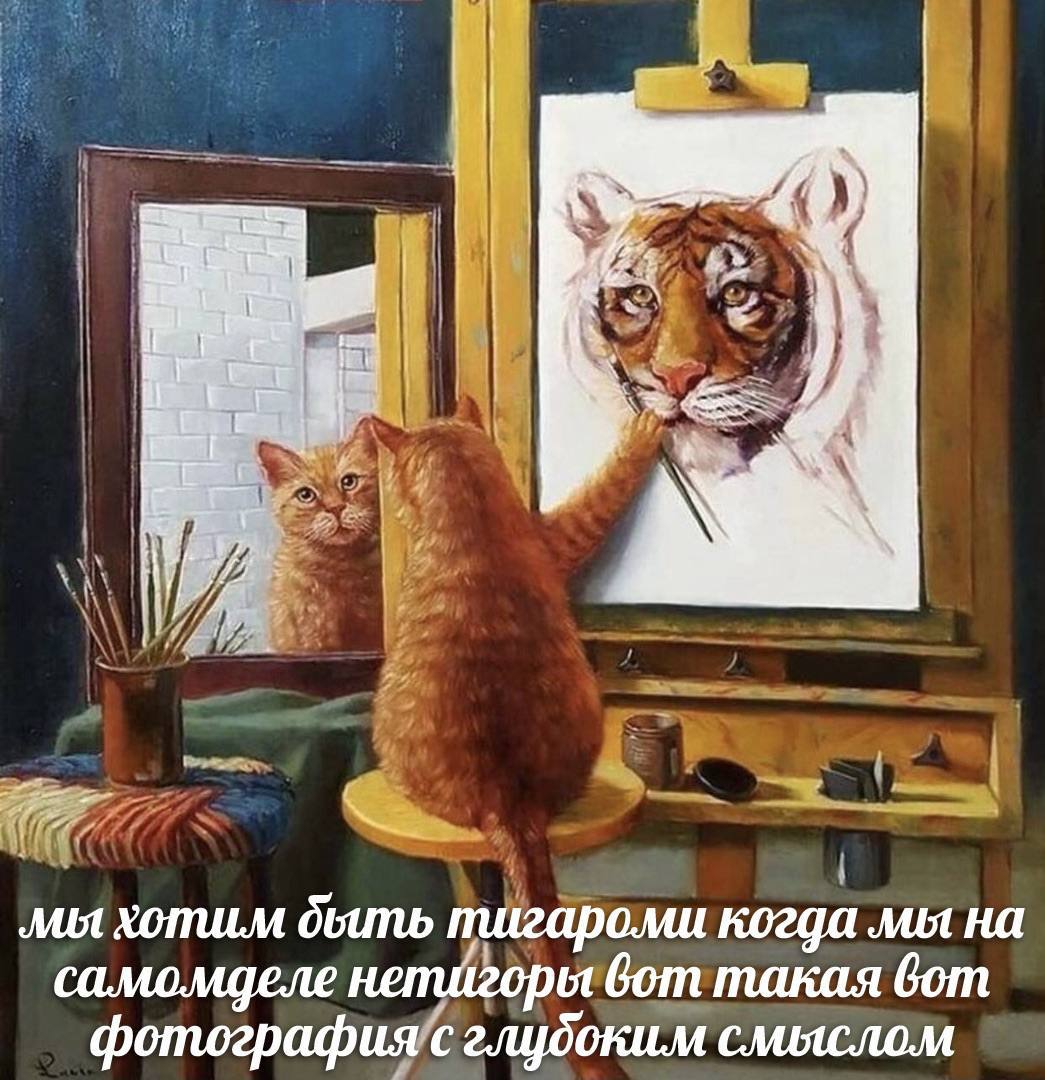 мы хотим быть тигароми когда мы на
самомделе нетигоры вот такая вот
фотография с глубоким смыслом